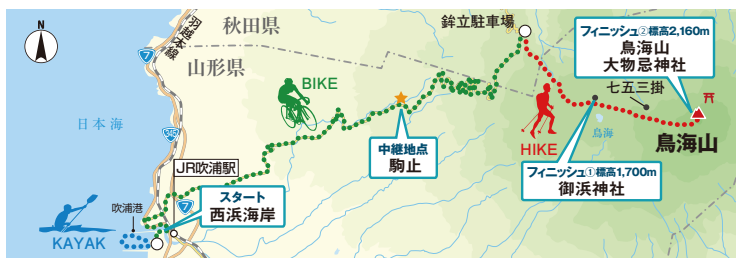 N
羽越本線
秋田県
山形県
7
日本海
345
JR吹浦駅
吹浦港
7
KAYAK
スタート
西浜海岸
BIKE
中継地点
駒止
鉾立駐車場
HIKE
鳥海
フィニッシュ①標高1,700m
御浜神社
七五三掛
フィニッシュ②標高2,160m
鳥海山
大物忌神社
鳥海山